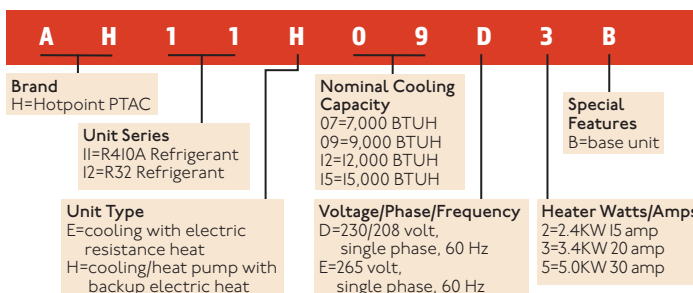 A H 1 1 H 0 9 D 3 B
Brand
H=Hotpoint PTAC
Unit Series
11=R410A Refrigerant
12=R32 Refrigerant
Unit Type
E=cooling with electric
resistance heat
H=cooling/heat pump with
backup electric heat
Nominal Cooling
Capacity
07=7,000 BTUH
09=9,000 BTUH
12=12,000 BTUH
15=15,000 BTUH
Voltage/Phase/Frequency
D=230/208 volt,
single phase, 60 Hz
E=265 volt,
single phase, 60 Hz
Special
Features
B=base unit
Heater Watts/Amps
2=2.4KW 15 amp
3=3.4KW 20 amp
5=5.0KW 30 amp